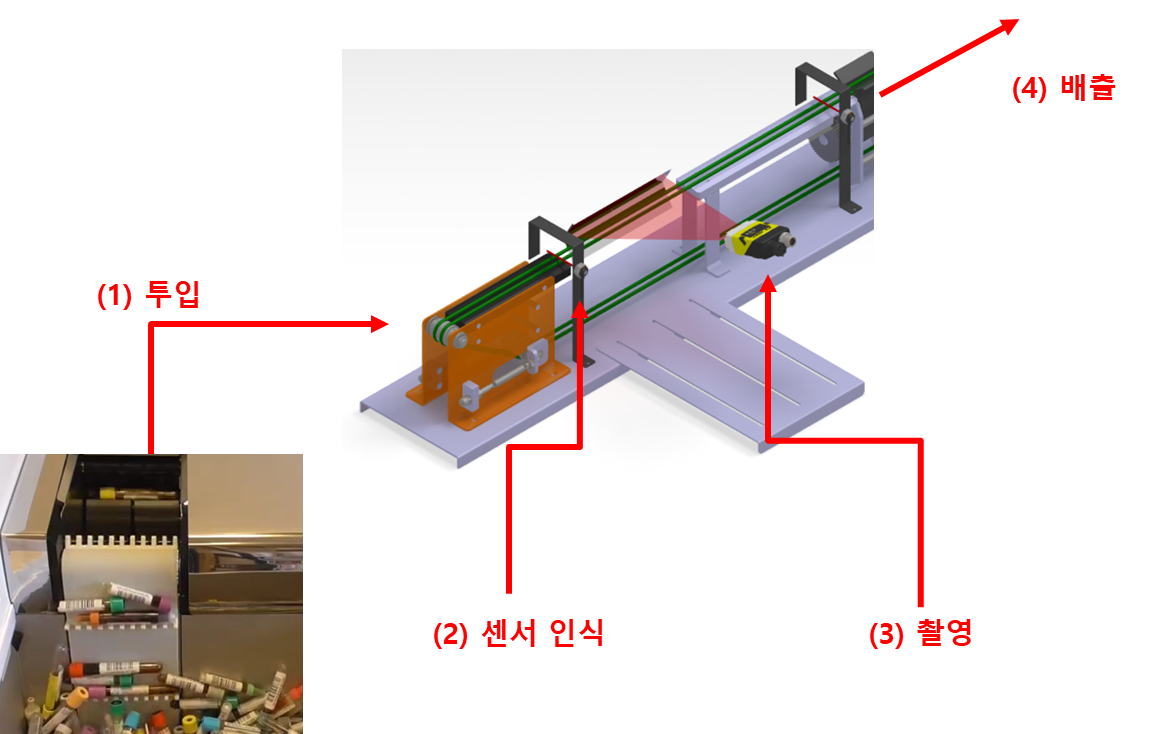 (4) 배출
(1) 투입
(2) 센서 인식
(3) 촬영